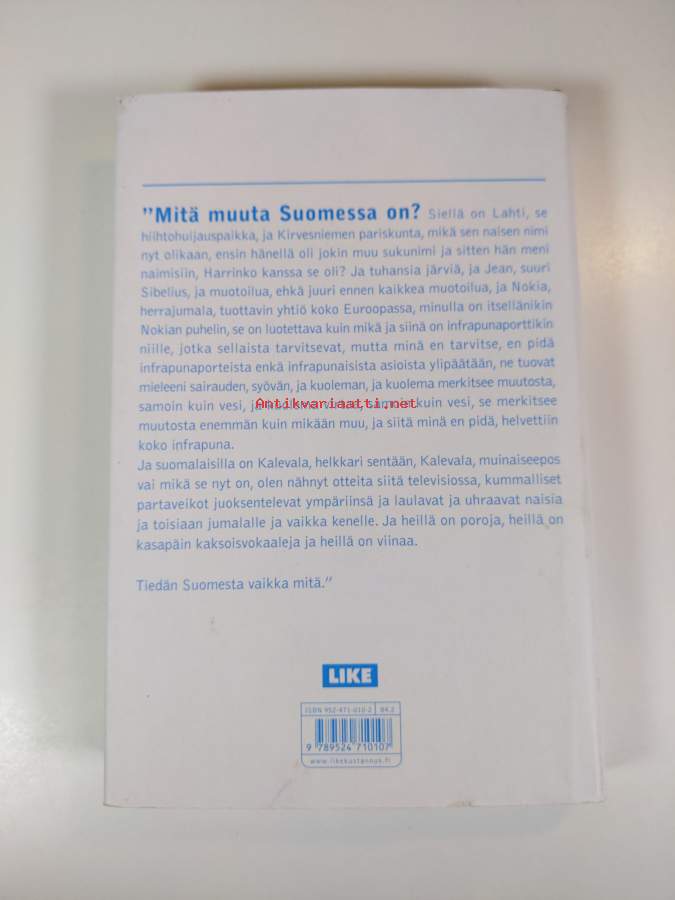 ”Mitä muuta Suomessa on? Siellä on Lahti, se
hiihtohuijauspaikka, ja Kirvesniemen pariskunta, mikä sen naisen nimi
nyt olikaan, ensin hänellä oli jokin muu sukunimi ja sitten hän meni
naimisiin, Harrinko kanssa se oli? Ja tuhansia järviä, ja Jean, suuri
Sibelius, ja muotoilua, ehkä juuri ennen kaikkea muotoilua, ja Nokia,
herrajumala, tuottavin yhtiö koko Euroopassa, minulla on itsellänikin
Nokian puhelin, se on luotettava kuin mikä ja siinä on infrapunaporttikin
niille, jotka sellaista tarvitsevat, mutta minä en tarvitse, en pidä
infrapunaporteista enkä infrapunaisista asioista ylipäätään, ne tuovat
mieleeni sairauden, syövän, ja kuoleman, ja kuolema merkitsee muutosta,
samoin kuin vesi, ja kuin vesi, se merkitsee
Antikvariaatti.net
muutosta enemmän kuin mikään muu, ja siitä minä en pidä, helvettiin
koko infrapuna.
Ja suomalaisilla on Kalevala, helkkari sentään, Kalevala, muinaiseepos
vai mikä se nyt on, olen nähnyt otteita siitä televisiossa, kummalliset
partaveikot juoksentelevat ympäriinsä ja laulavat ja uhraavat naisia
ja toisiaan jumalalle ja vaikka kenelle. Ja heillä on poroja, heillä on
kasapäin kaksoisvokaaleja ja heillä on viinaa.
Tiedän Suomesta vaikka mitä.”
LIKE
ISBN 952-471-010-2 84.2
9 789524 710107
www.likekustannus.fi